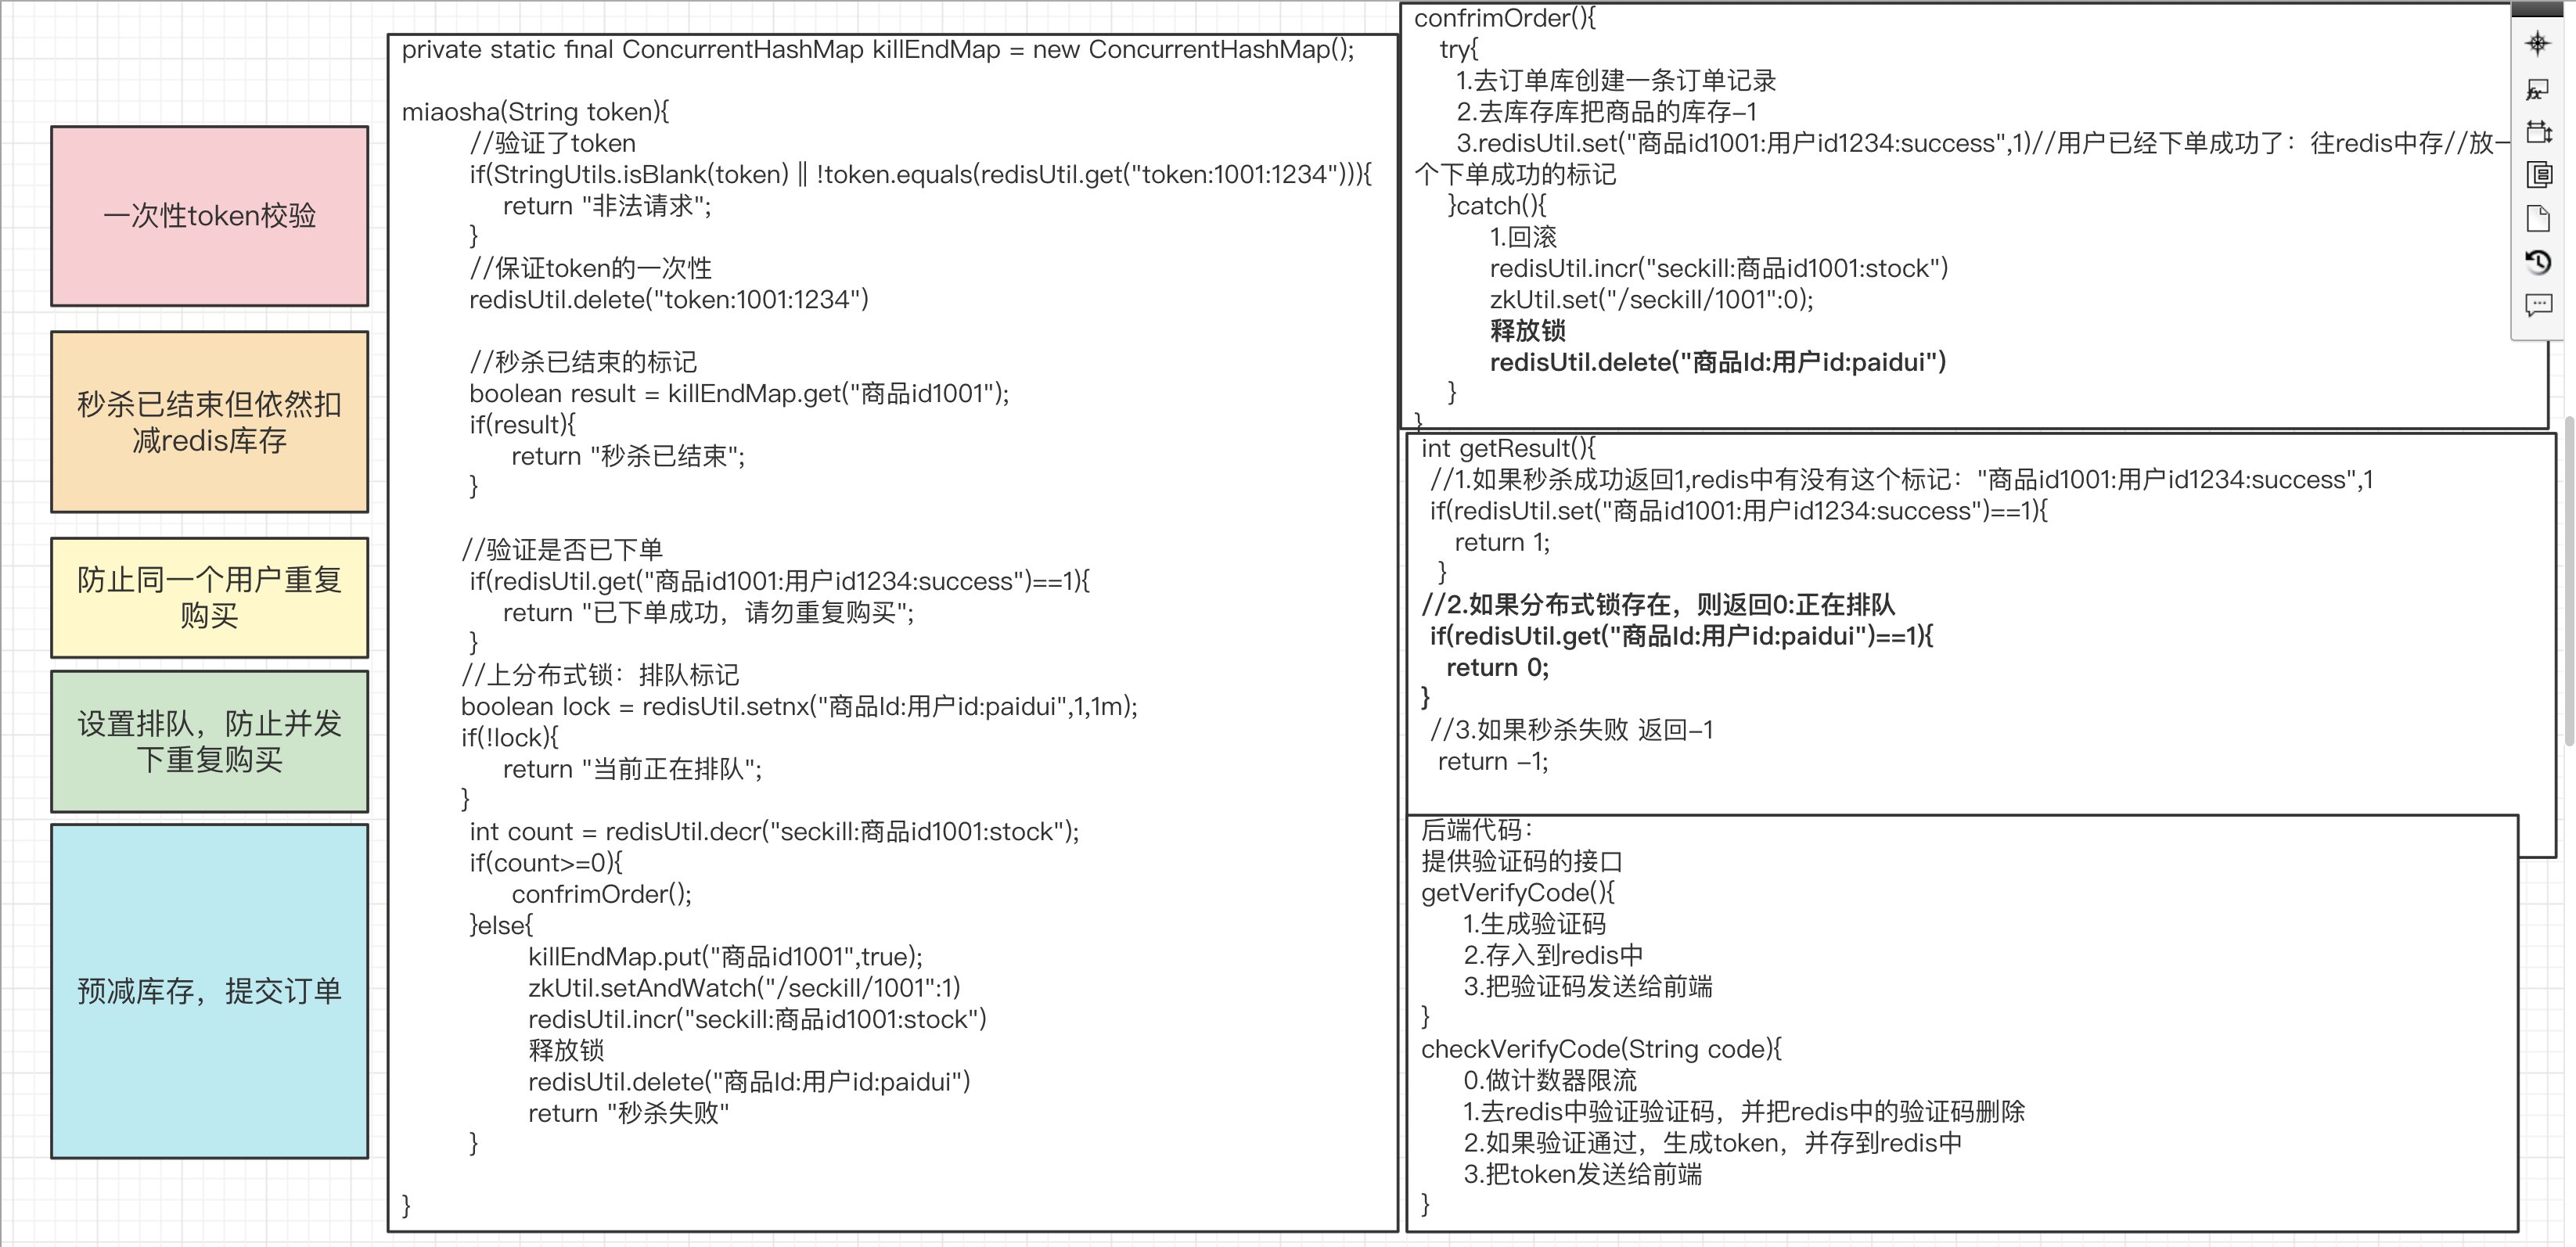 一次性token校验
秒杀已结束但依然扣
减redis库存
防止同一个用户重复
购买
设置排队，防止并发
下重复购买
预减库存，提交订单
private static final ConcurrentHashMap killEndMap = new ConcurrentHashMap();
miaosha(String token){
//验证了token
if(StringUtils.isBlank(token) || !token.equals(redisUtil.get("token:1001:1234"))){
return "非法请求";
}
//保证token的一次性
redisUtil.delete("token:1001:1234")
//秒杀已结束的标记
boolean result = killEndMap.get("商品id1001");
if(result){
return "秒杀已结束";
}
//验证是否已下单
if(redisUtil.get("商品id1001:用户id1234:success")==1){
return "已下单成功，请勿重复购买";
}
//上分布式锁：排队标记
boolean lock = redisUtil.setnx("商品Id:用户id:paidui",1,1m);
if(!lock){
return "当前正在排队";
}
int count = redisUtil.decr("seckill:商品id1001:stock");
if(count>=0){
confrimOrder();
}else{
killEndMap.put("商品id1001",true);
zkUtil.setAndWatch("/seckill/1001":1)
redisUtil.incr("seckill:商品id1001:stock")
释放锁
redisUtil.delete("商品Id:用户id:paidui")
return "秒杀失败"
}
}
confrimOrder(){
try{
1.去订单库创建一条订单记录
2.去库存库把商品的库存-1
3.redisUtil.set("商品id1001:用户id1234:success",1)//用户已经下单成功了：往redis中存//放一
个下单成功的标记
}catch(){
1.回滚
redisUtil.incr("seckill:商品id1001:stock")
zkUtil.set("/seckill/1001":0);
释放锁
redisUtil.delete("商品Id:用户id:paidui")
}
}
int getResult(){
//1.如果秒杀成功返回1,redis中有没有这个标记："商品id1001:用户id1234:success",1
if(redisUtil.set("商品id1001:用户id1234:success")==1){
return 1;
}
//2.如果分布式锁存在，则返回0:正在排队
if(redisUtil.get("商品Id:用户id:paidui")==1){
return 0;
}
//3.如果秒杀失败 返回-1
return -1;
后端代码：
提供验证码的接口
getVerifyCode(){
1.生成验证码
2.存入到redis中
3.把验证码发送给前端
}
checkVerifyCode(String code){
0.做计数器限流
1.去redis中验证验证码，并把redis中的验证码删除
2.如果验证通过，生成token，并存到redis中
3.把token发送给前端
}